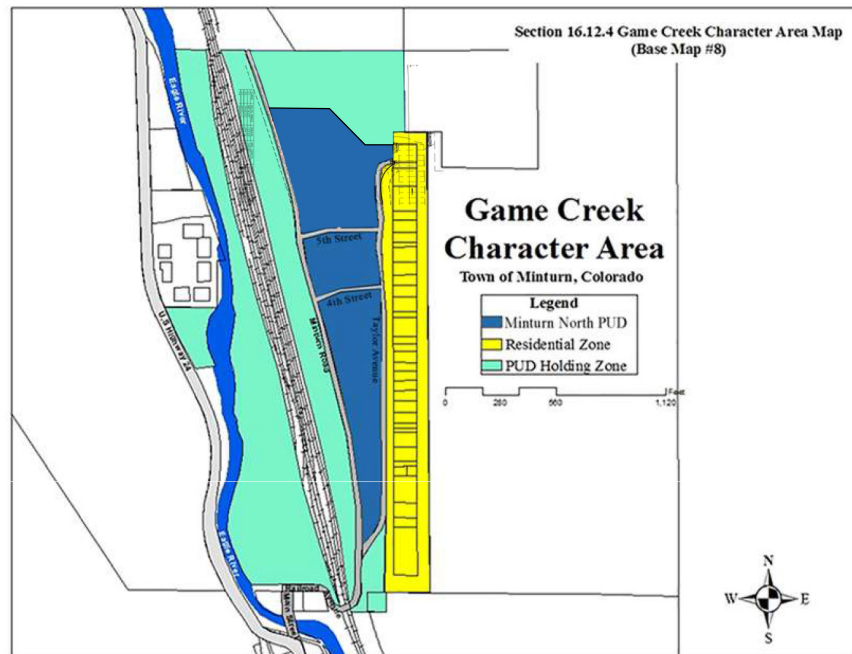 Section 16.12.4 Game Creek Character Area Map
(Base Map #8)
Eagle River
5th Street
4th Street
Minturn Road
Taylor Avenue
U.S Highway 24
Eagle River
Railroad
Main Street
Game Creek
Character Area
Town of Minturn, Colorado
Legend
Minturn North PUD
Residential Zone
PUD Holding Zone
Feet
0 280 560 1,120
N
W E
S